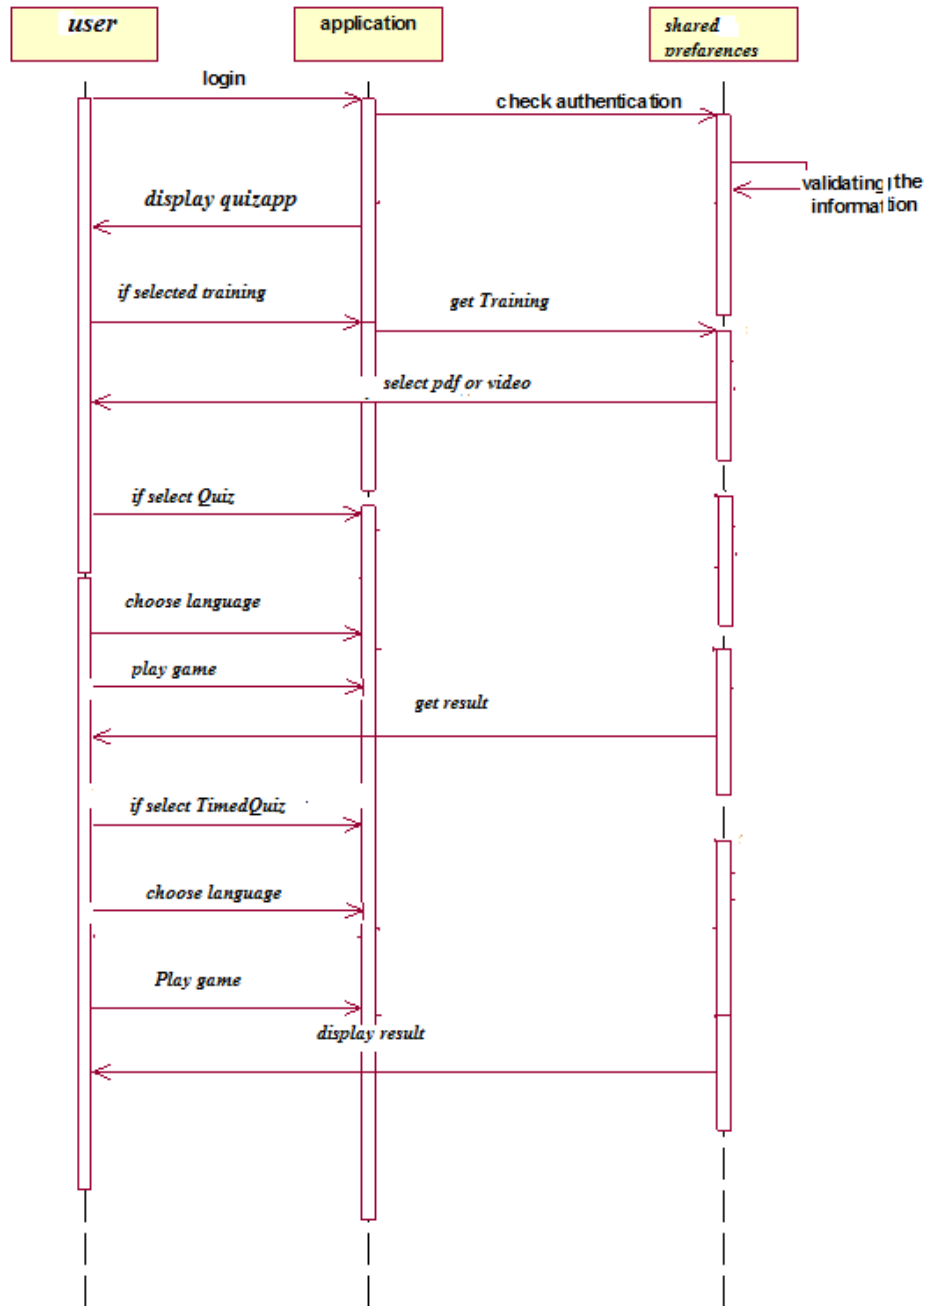 user
application
shared
prefarences
login
check authentication
validating the
information
display quizapp
if selected training
get Training
select pdf or video
if select Quiz
choose language
play game
get result
if select TimedQuiz
choose language
Play game
display result